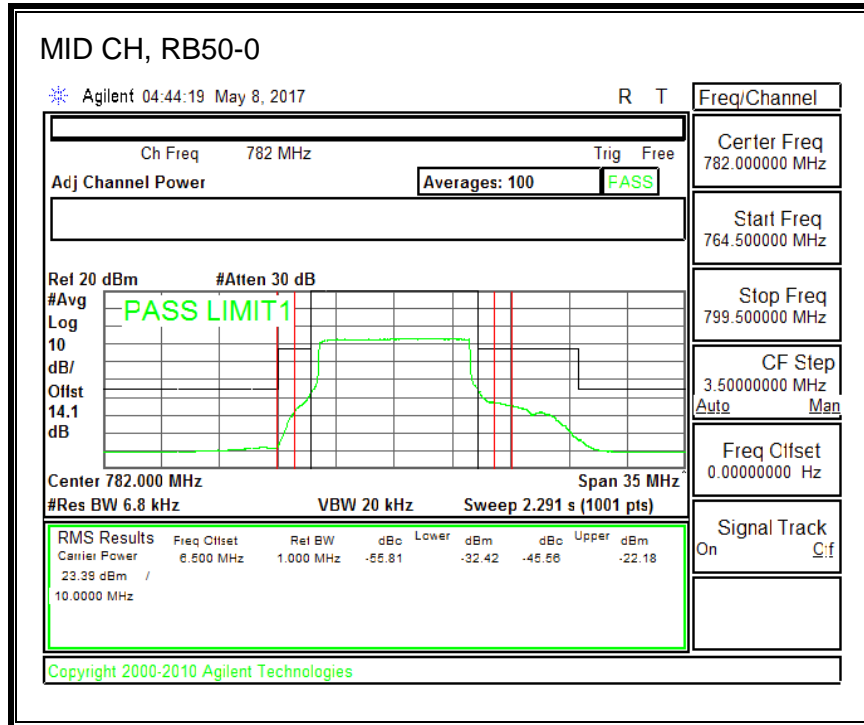 MID CH, RB50-0
Agilent 04:44:19 May 8, 2017 R T
Freq/Channel
Ch Freq 782 MHz Trig Free
Adj Channel Power Averages: 100 PASS
Center Freq
782.000000 MHz
Start Freq
764.500000 MHz
Stop Freq
799.500000 MHz
CF Step
3.50000000 MHz
Auto Man
Freq Offset
0.00000000 Hz
Signal Track
On Off
Ref 20 dBm #Atten 30 dB
#Avg
Log
10
dB/
Offst
14.1
dB
PASS LIMIT1
Center 782.000 MHz Span 35 MHz
#Res BW 6.8 kHz VBW 20 kHz Sweep 2.291 s (1001 pts)
RMS Results Freq Offset Ref BW dBc Lower dBm dBc Upper dBm
Carrier Power 6.500 MHz 1.000 MHz -55.81 -32.42 -45.56 -22.18
23.39 dBm /
10.0000 MHz
Copyright 2000-2010 Agilent Technologies